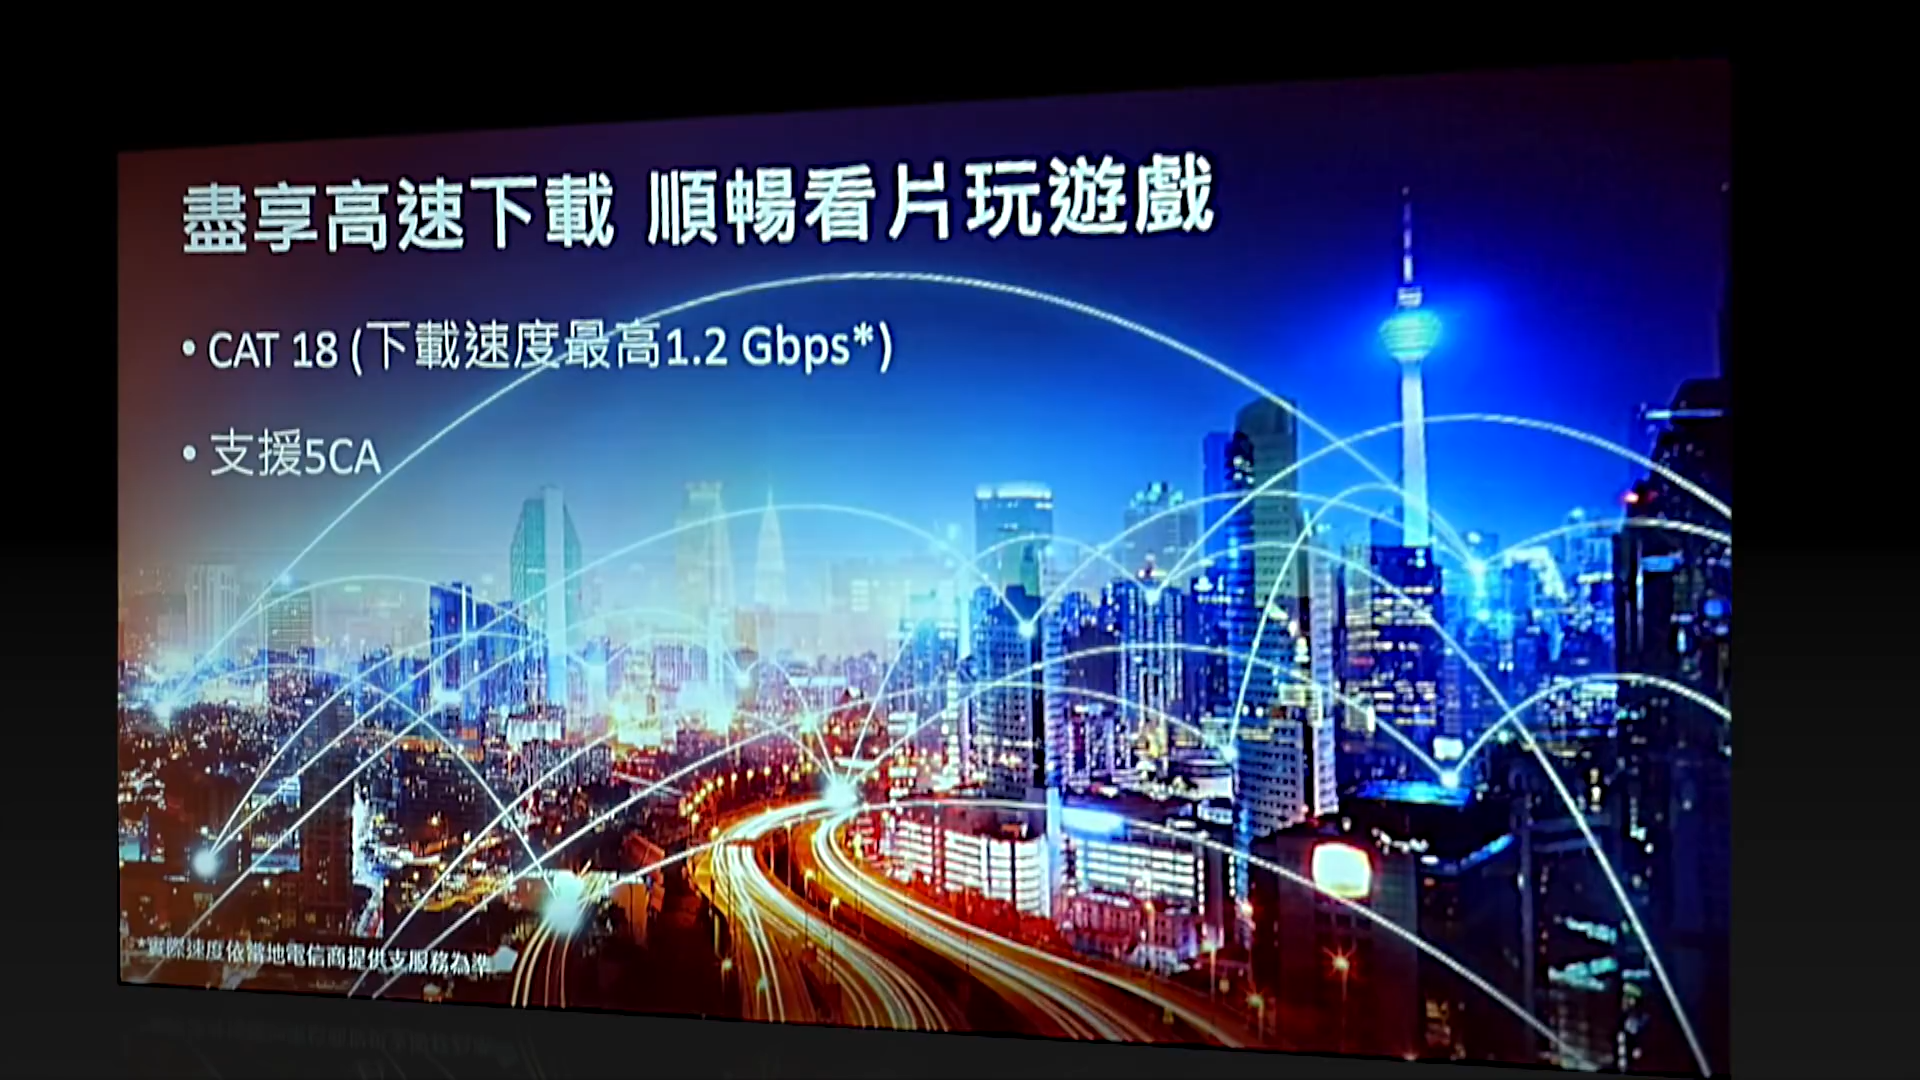 盡享高速下載 順暢看片玩遊戲
• CAT 18 (下載速度最高1.2 Gbps*)
• 支援5CA
*實際速度依當地電信商提供支服務為準